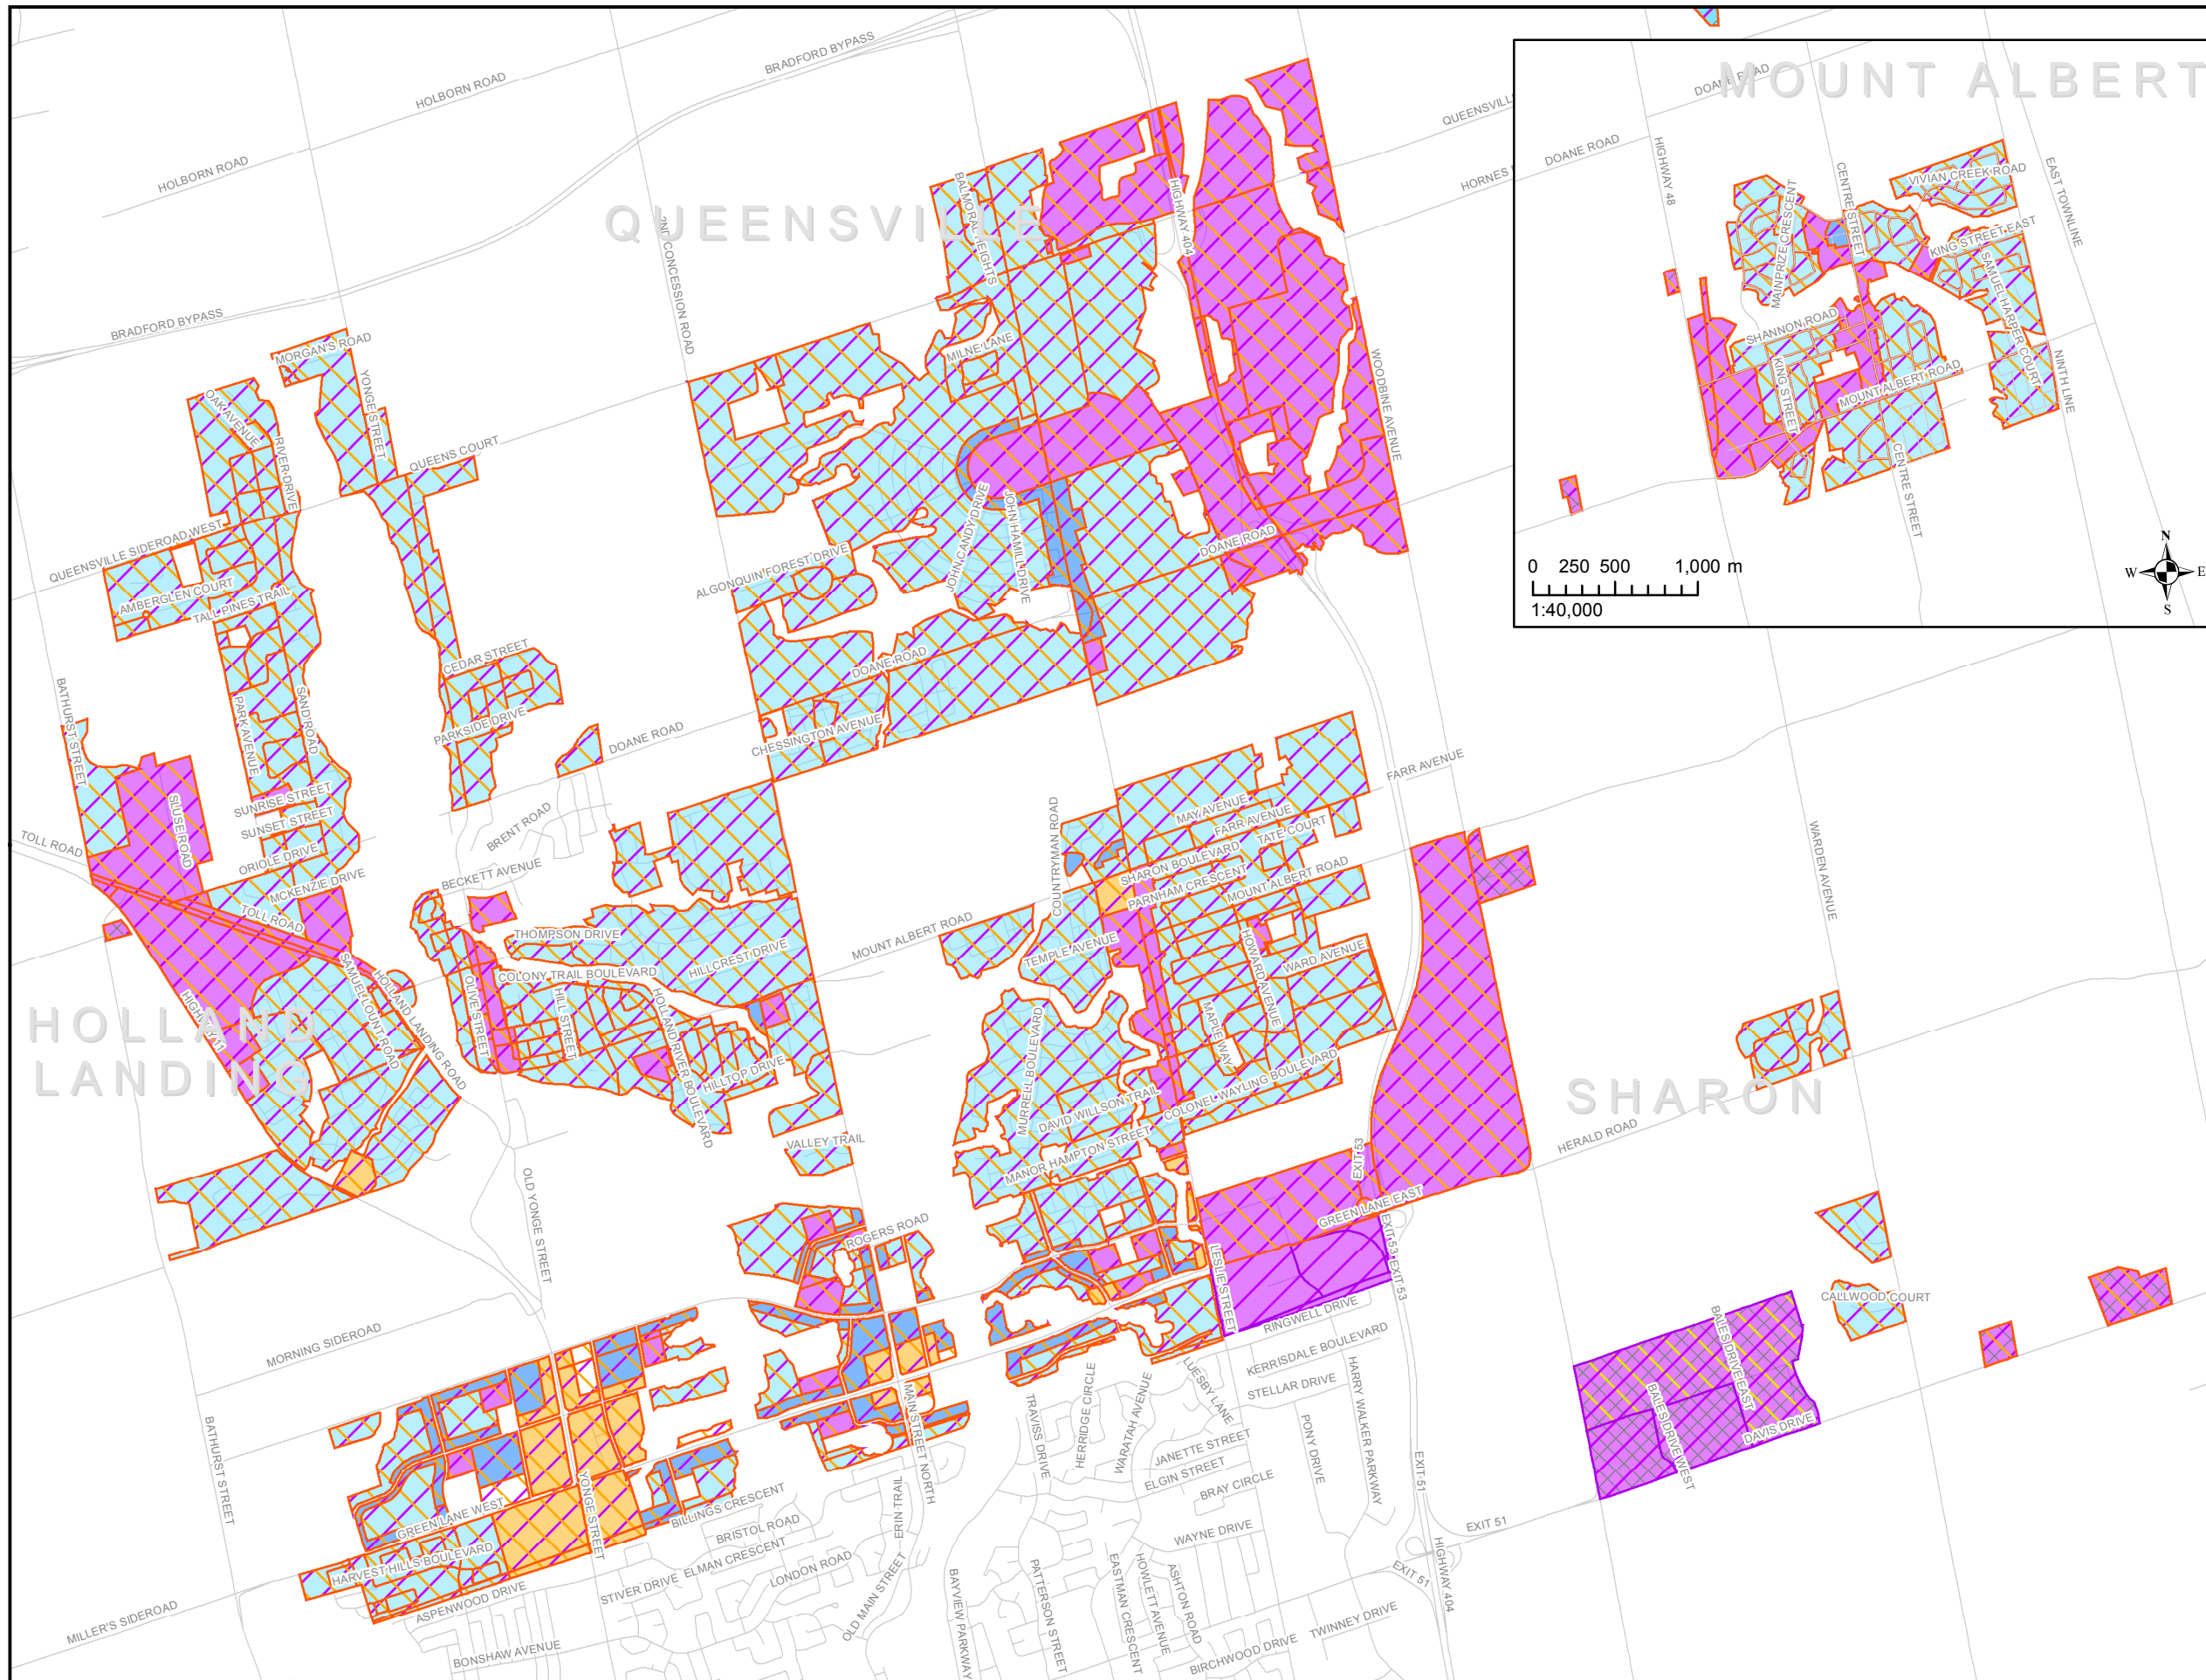 BRADFORD BYPASS
HOLBORN ROAD
HOLBORN ROAD
BRADFORD BYPASS
QUEENSVILLE
2ND CONCESSION ROAD
BALMORAL HEIGHTS
HIGHWAY 404
MILNE LANE
WOODBINE AVENUE
MORGAN'S ROAD
YONGE STREET
OAK AVENUE
RIVER DRIVE
QUEENS COURT
QUEENSVILLE SIDEROAD WEST
AMBERGLEN COURT
TALL PINES TRAIL
JOHN CANDY DRIVE
JOHN HAMIL DRIVE
DOANE ROAD
ALGONQUIN FOREST DRIVE
CEDAR STREET
DOANE ROAD
PARKSIDE DRIVE
DOANE ROAD
CHESSINGTON AVENUE
BATHURST STREET
PARK AVENUE
SAND ROAD
SUNRISE STREET
SUNSET STREET
SLUSE ROAD
TOLL ROAD
ORIOLE DRIVE
MCKENZIE DRIVE
TOLL ROAD
BRENT ROAD
BECKETT AVENUE
THOMPSON DRIVE
COLONY TRAIL BOULEVARD
HILLCREST DRIVE
OLIVE STREET
HILL STREET
HOLLAND RIVER BOULEVARD
HILLTOP DRIVE
SAMUEL LOUNT ROAD
HOLLAND LANDING ROAD
HIGHWAY 11
HOLLAND
LANDING
VALLEY TRAIL
MOUNT ALBERT ROAD
COUNTRYMAN ROAD
MAY AVENUE
FARR AVENUE
TATE COURT
FARR AVENUE
SHARON BOULEVARD
PARNHAM CRESCENT
MOUNT ALBERT ROAD
TEMPLE AVENUE
HOWARD AVENUE
WARD AVENUE
MAPLE WAY
MURRELL BOULEVARD
DAVID WILLSON TRAIL
COLONEL WAYLING BOULEVARD
MANOR HAMPTON STREET
WARDEN AVENUE
SHARON
HERALD ROAD
EXIT 53
GREEN LANE EAST
EXIT 53
EXIT 53
LESLIE STREET
RINGWELL DRIVE
KERRISDALE BOULEVARD
STELLAR DRIVE
LUESBY LANE
HARRY WALKER PARKWAY
PONY DRIVE
CALLWOOD COURT
BALES DRIVE EAST
BALES DRIVE WEST
DAVIS DRIVE
OLD YONGE STREET
ROGERS ROAD
MORNING SIDEROAD
BATHURST STREET
MAIN STREET NORTH
TRAVISS DRIVE
HERRIDGE CIRCLE
WARATAH AVENUE
JANETTE STREET
ELGIN STREET
BRAY CIRCLE
EXIT 51
EXIT 51
EXIT 51
HIGHWAY 404
GREEN LANE WEST
YONGE STREET
HARVEST HILLS BOULEVARD
ASPENWOOD DRIVE
MILLER'S SIDEROAD
BONSHAW AVENUE
BILLINGS CRESCENT
BRISTOL ROAD
ERIN TRAIL
STIVER DRIVE
ELMAN CRESCENT
LONDON ROAD
OLD MAIN STREET
BAYVIEW PARKWAY
WAYNE DRIVE
PATTERSON STREET
EASTMAN CRESCENT
HOWLETT AVENUE
ASHTON ROAD
BIRCHWOOD DRIVE
TWINNEY DRIVE
MOUNT ALBERT
DOANE ROAD
DOANE ROAD
HIGHWAY 48
CENTRE STREET
VIVIAN CREEK ROAD
EAST TOWNLINE
MAINPRIZE CRESCENT
KING STREET EAST
SAMUEL HARPER COURT
SHANNON ROAD
KING STREET
MOUNT ALBERT ROAD
NINTH LINE
CENTRE STREET
0 250 500 1,000 m
1:40,000
N
W E
S